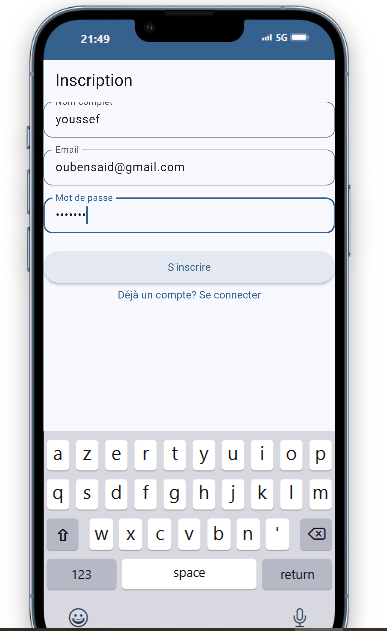 21:49
5G
Inscription
Nom complet
youssef
Email
oubensaid@gmail.com
Mot de passe
•••••••
S'inscrire
Déjà un compte? Se connecter
a z e r t y u i o p
q s d f g h j k l m
w x c v b n '
123 space return